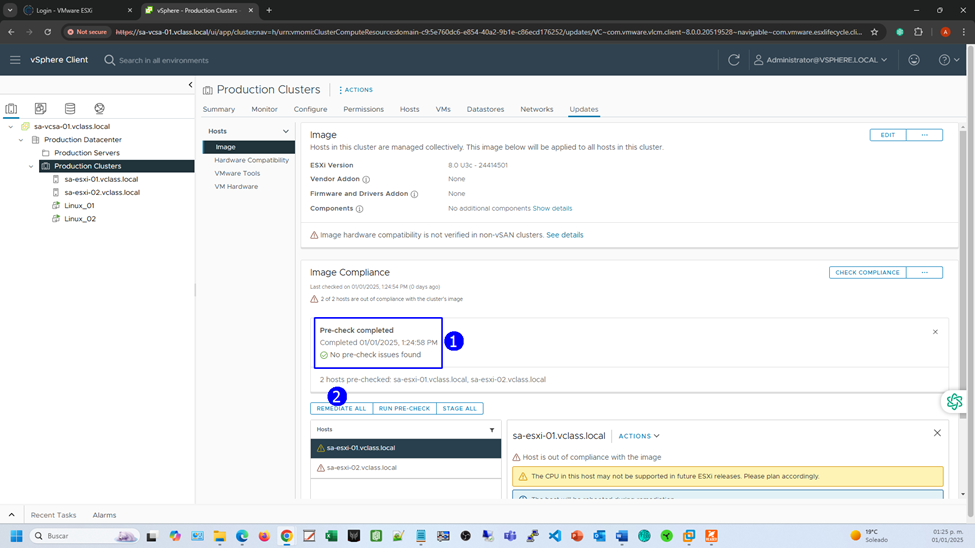 Login - VMware ESXi
vSphere - Production Clusters -
Not secure https://sa-vcsa-01.vclass.local/ui/app/cluster;nav=h/urn:vmomi:ClusterComputeResource:domain-c9:5e760dc6-e854-40a2-9b1e-c86ecd176252/updates/VC~com.vmware.vlcm.client~8.0.0.20519528~navigable~com.vmware.esxlifecycle.cli...
vSphere Client
Search in all environments
Administrator@VSPHERE.LOCAL
sa-vcsa-01.vclass.local
Production Datacenter
Production Servers
Production Clusters
sa-esxi-01.vclass.local
sa-esxi-02.vclass.local
Linux_01
Linux_02
Production Clusters
ACTIONS
Summary Monitor Configure Permissions Hosts VMs Datastores Networks Updates
Hosts
Image
Hardware Compatibility
VMware Tools
VM Hardware
Image
EDIT ...
Hosts in this cluster are managed collectively. This image below will be applied to all hosts in this cluster.
ESXi Version 8.0 U3c - 24414501
Vendor Addon None
Firmware and Drivers Addon None
Components No additional components Show details
Image hardware compatibility is not verified in non-vSAN clusters. See details
Image Compliance
CHECK COMPLIANCE ...
Last checked on 01/01/2025, 1:24:54 PM (0 days ago)
2 of 2 hosts are out of compliance with the cluster's image
Pre-check completed
Completed 01/01/2025, 1:24:58 PM
No pre-check issues found
1
2 hosts pre-checked: sa-esxi-01.vclass.local, sa-esxi-02.vclass.local
2
REMEDIATE ALL RUN PRE-CHECK STAGE ALL
Hosts
sa-esxi-01.vclass.local
sa-esxi-02.vclass.local
sa-esxi-01.vclass.local
ACTIONS
Host is out of compliance with the image
The CPU in this host may not be supported in future ESXi releases. Please plan accordingly.
The host will be rebooted during remediation
Recent Tasks Alarms
Buscar
19°C
Soleado
01:25 p. m.
01/01/2025